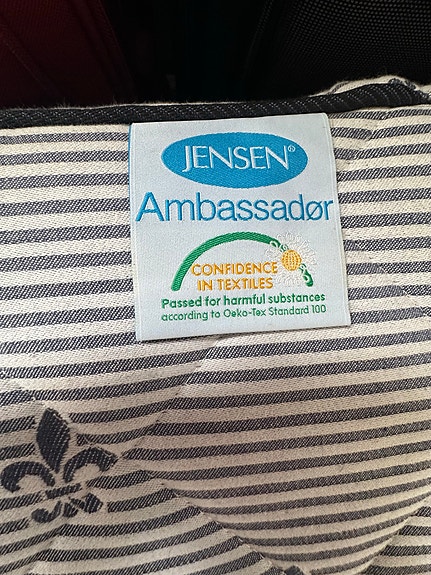 JENSEN®
Ambassadør
CONFIDENCE
IN TEXTILES
Passed for harmful substances
according to Oeko-Tex Standard 100